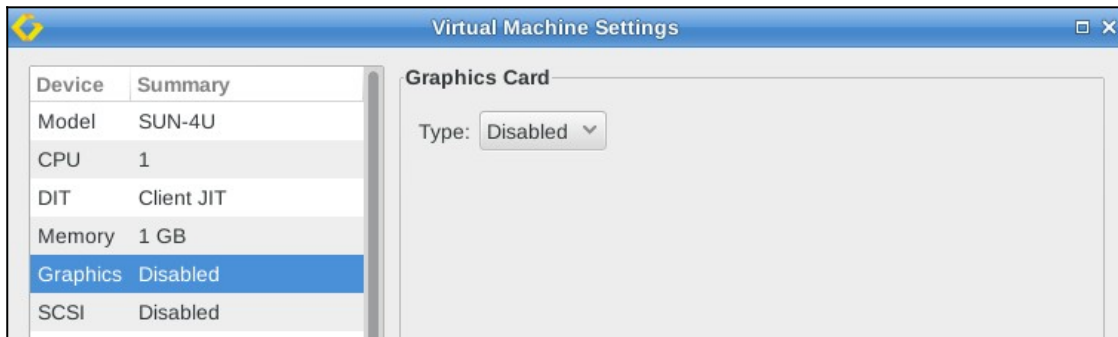 Virtual Machine Settings
Device Summary
Model SUN-4U
CPU 1
DIT Client JIT
Memory 1 GB
Graphics Disabled
SCSI Disabled
Graphics Card
Type: Disabled